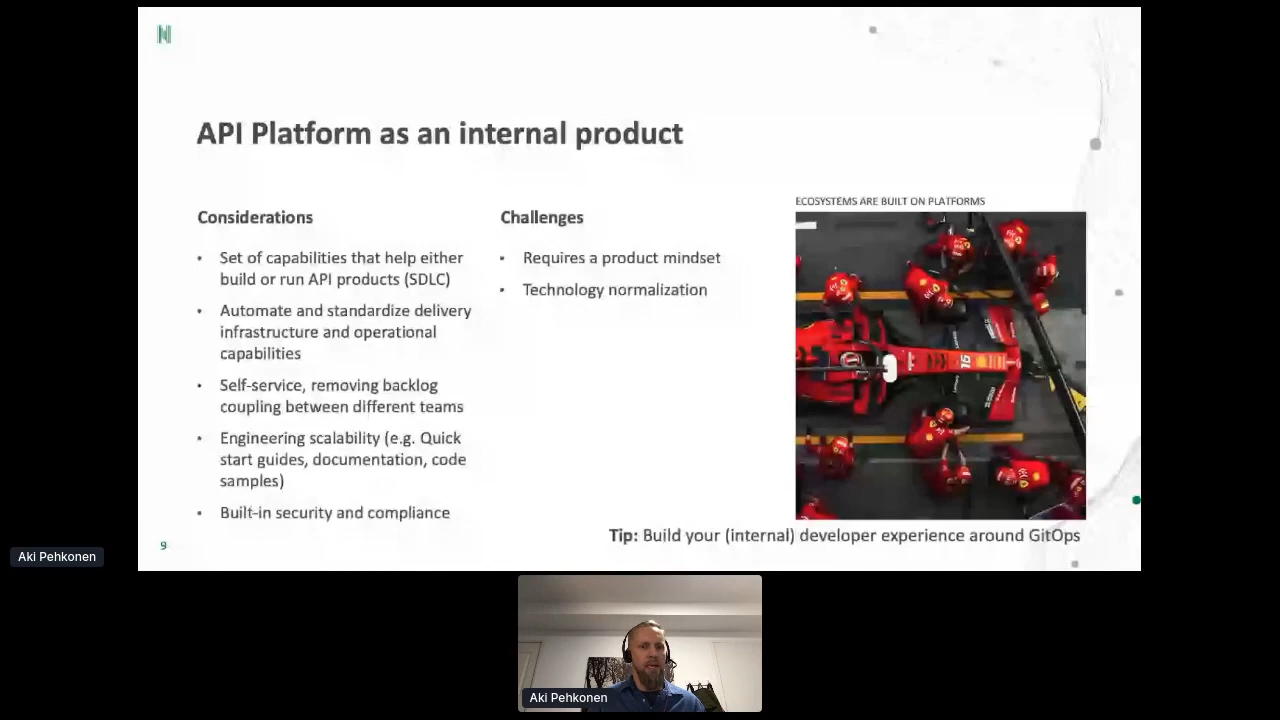 API Platform as an internal product
Considerations
• Set of capabilities that help either
build or run API products (SDLC)
• Automate and standardize delivery
infrastructure and operational
capabilities
• Self-service, removing backlog
coupling between different teams
• Engineering scalability (e.g. Quick
start guides, documentation, code
samples)
• Built-in security and compliance
Challenges
• Requires a product mindset
• Technology normalization
ECOSYSTEMS ARE BUILT ON PLATFORMS
16
Tip: Build your (internal) developer experience around GitOps
9
Aki Pehkonen
Aki Pehkonen